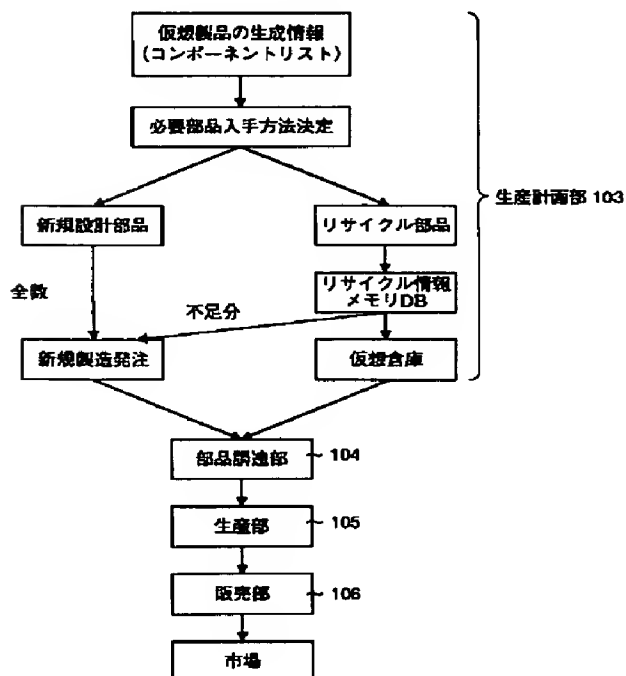 仮想製品の生成情報
(コンポーネントリスト)
必要部品入手方法決定
生産計画部 103
新規設計部品
リサイクル部品
全数
リサイクル情報
メモリDB
不足分
新規製造発注
仮想倉庫
部品調達部
104
生産部
105
販売部
106
市場